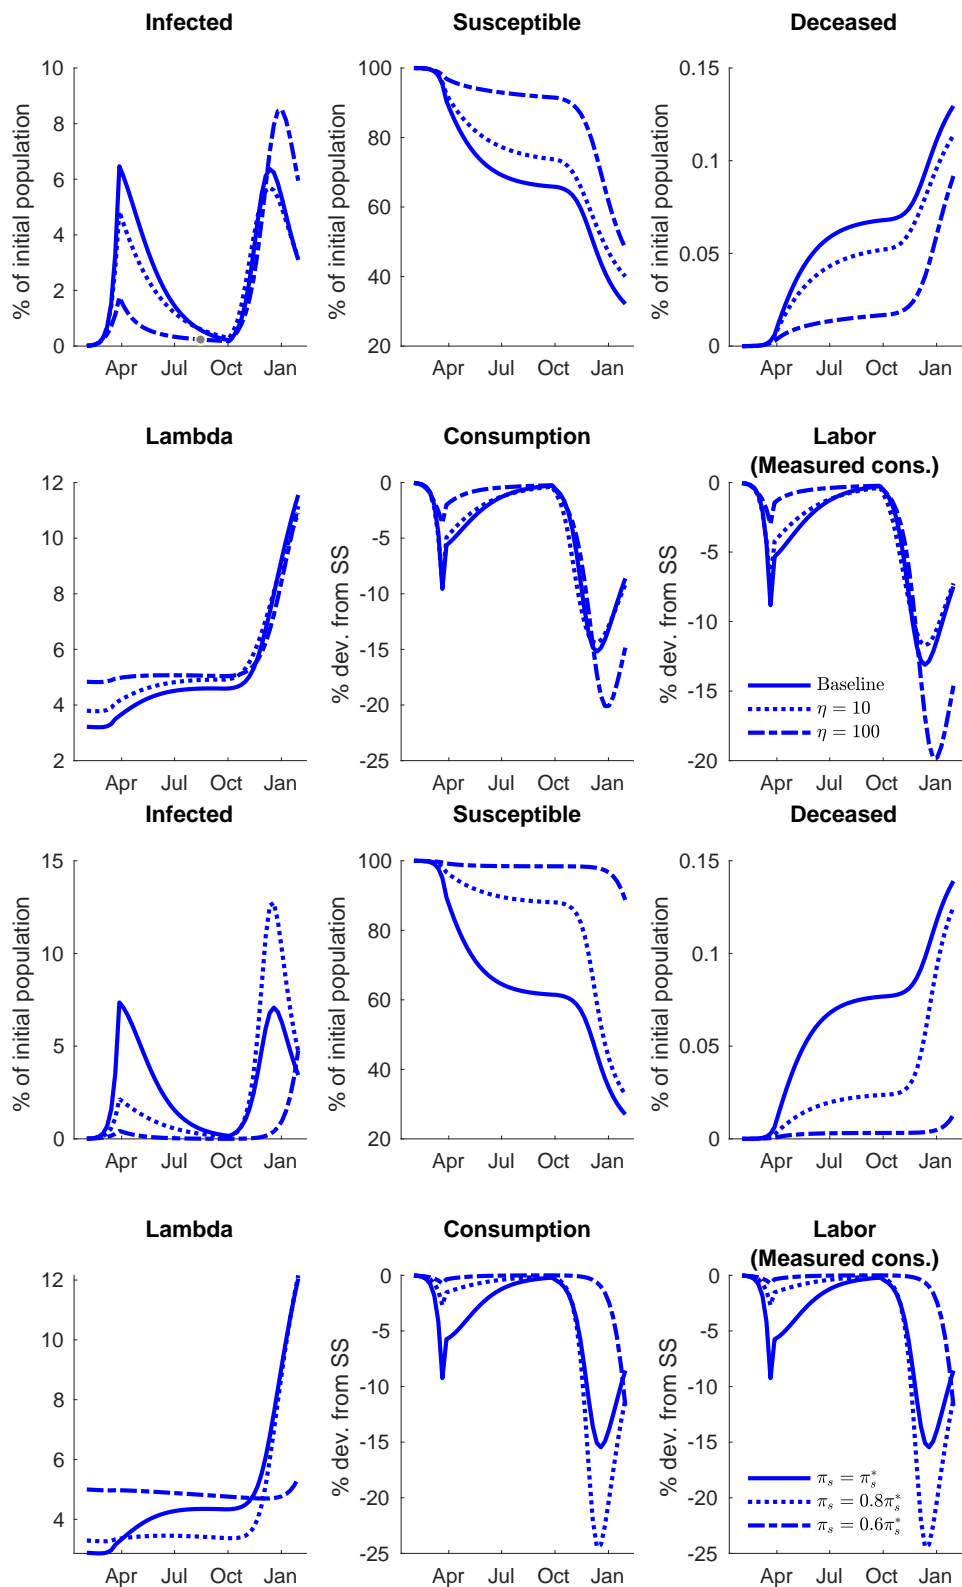 Infected
Susceptible
Deceased
% of initial population
10
8
6
4
2
0
Apr Jul Oct Jan
% of initial population
100
80
60
40
20
Apr Jul Oct Jan
% of initial population
0.15
0.1
0.05
0
Apr Jul Oct Jan
Lambda
Consumption
Labor
(Measured cons.)
12
10
8
6
4
2
Apr Jul Oct Jan
% dev. from SS
0
-5
-10
-15
-20
-25
Apr Jul Oct Jan
% dev. from SS
0
-5
-10
-15
-20
Baseline
η = 10
η = 100
Apr Jul Oct Jan
Infected
Susceptible
Deceased
% of initial population
15
10
5
0
Apr Jul Oct Jan
% of initial population
100
80
60
40
20
Apr Jul Oct Jan
% of initial population
0.15
0.1
0.05
0
Apr Jul Oct Jan
Lambda
Consumption
Labor
(Measured cons.)
12
10
8
6
4
Apr Jul Oct Jan
% dev. from SS
0
-5
-10
-15
-20
-25
Apr Jul Oct Jan
% dev. from SS
0
-5
-10
-15
-20
-25
π_s = π_s^*
π_s = 0.8π_s^*
π_s = 0.6π_s^*
Apr Jul Oct Jan